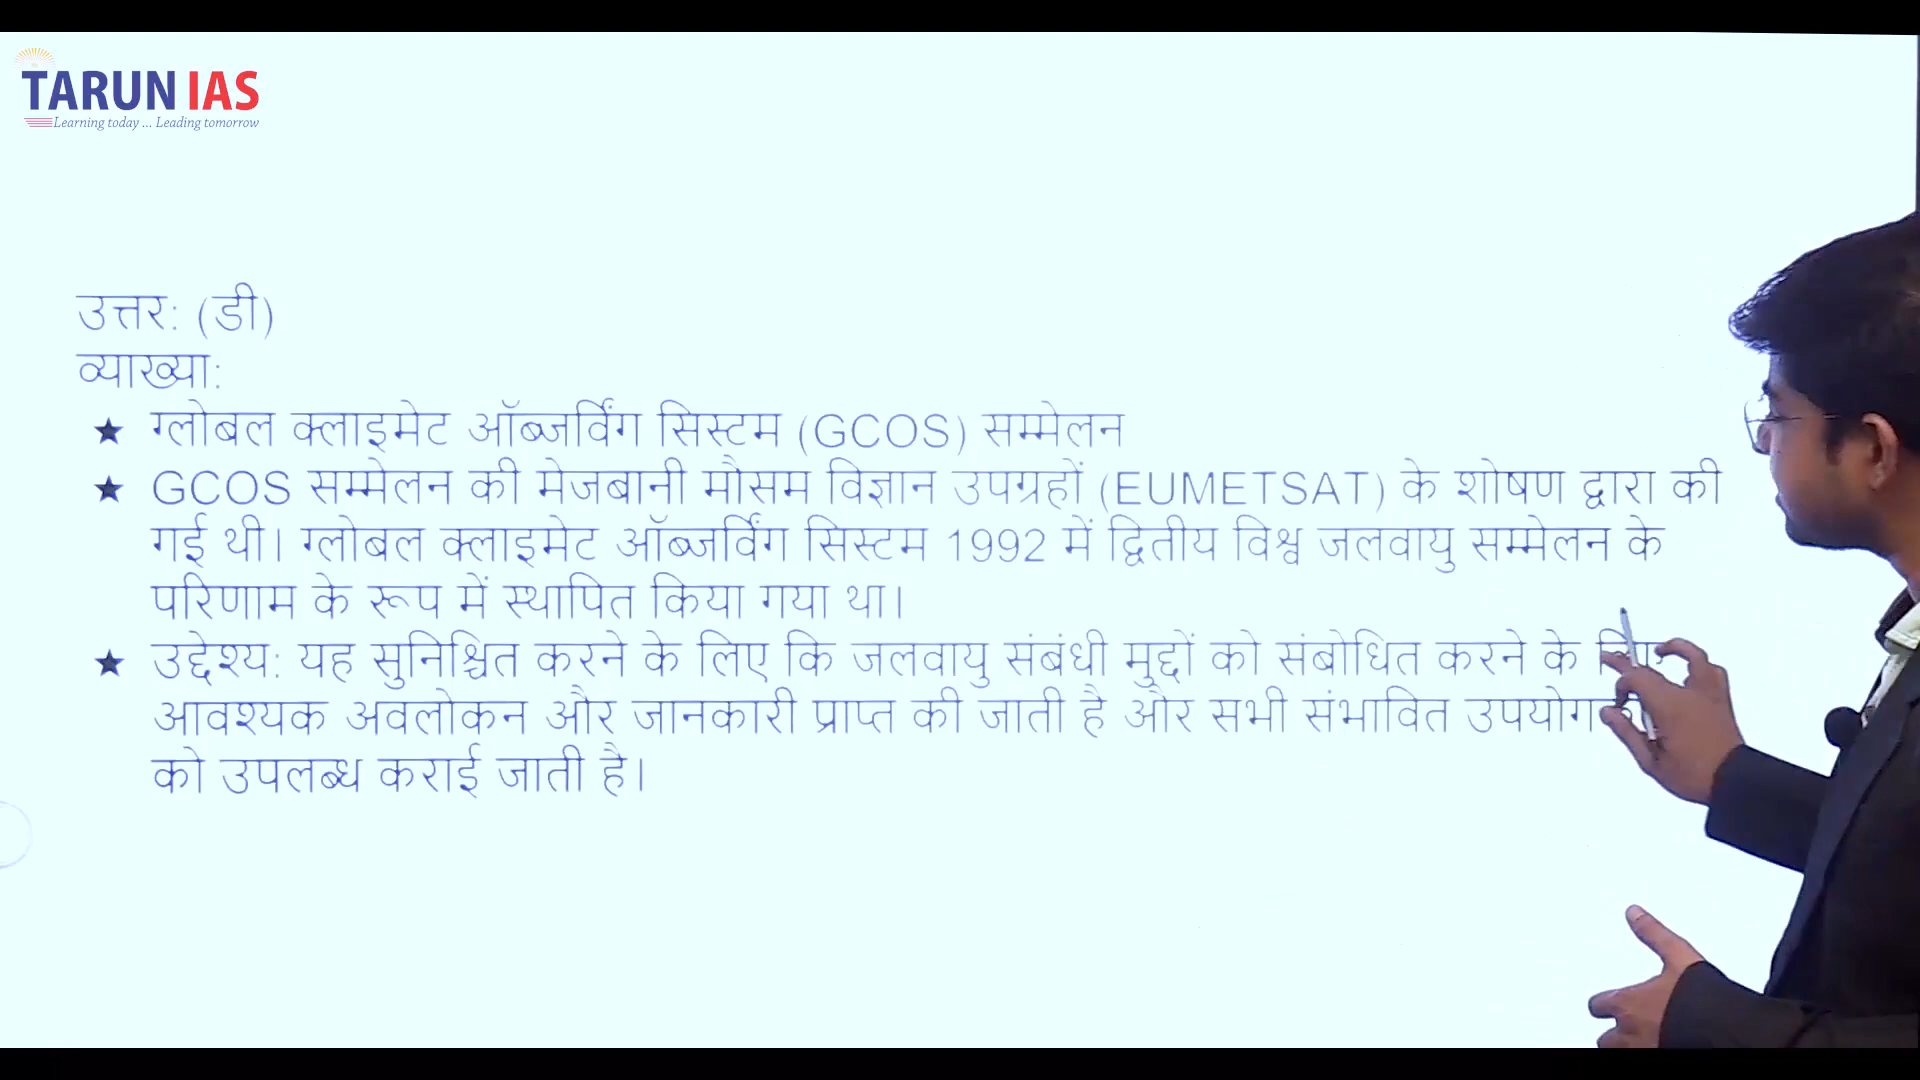 TARUN IAS
Learning today ... Leading tomorrow
उत्तर: (डी)
व्याख्या:
★ ग्लोबल क्लाइमेट ऑब्जर्विंग सिस्टम (GCOS) सम्मेलन
★ GCOS सम्मेलन की मेजबानी मौसम विज्ञान उपग्रहों (EUMETSAT) के शोषण द्वारा की
गई थी। ग्लोबल क्लाइमेट ऑब्जर्विंग सिस्टम 1992 में द्वितीय विश्व जलवायु सम्मेलन के
परिणाम के रूप में स्थापित किया गया था।
★ उद्देश्य: यह सुनिश्चित करने के लिए कि जलवायु संबंधी मुद्दों को संबोधित करने के
आवश्यक अवलोकन और जानकारी प्राप्त की जाती है और सभी संभावित
को उपलब्ध कराई जाती है।